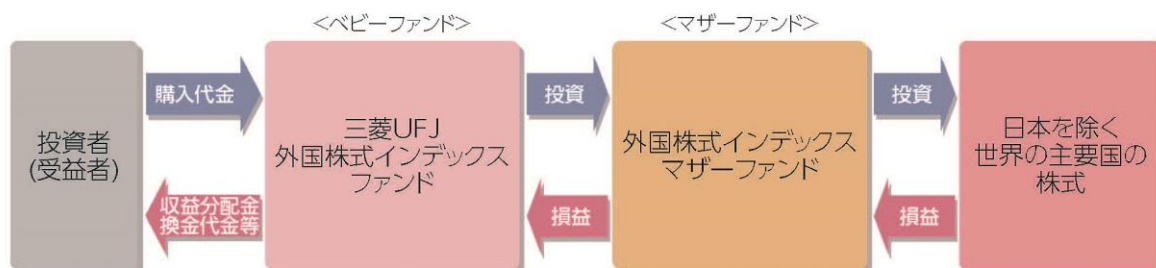 ＜ベビーファンド＞
＜マザーファンド＞
投資者
(受益者)
購入代金
収益分配金
換金代金等
三菱UFJ
外国株式インデックス
ファンド
投資
損益
外国株式インデックス
マザーファンド
投資
損益
日本を除く
世界の主要国の
株式